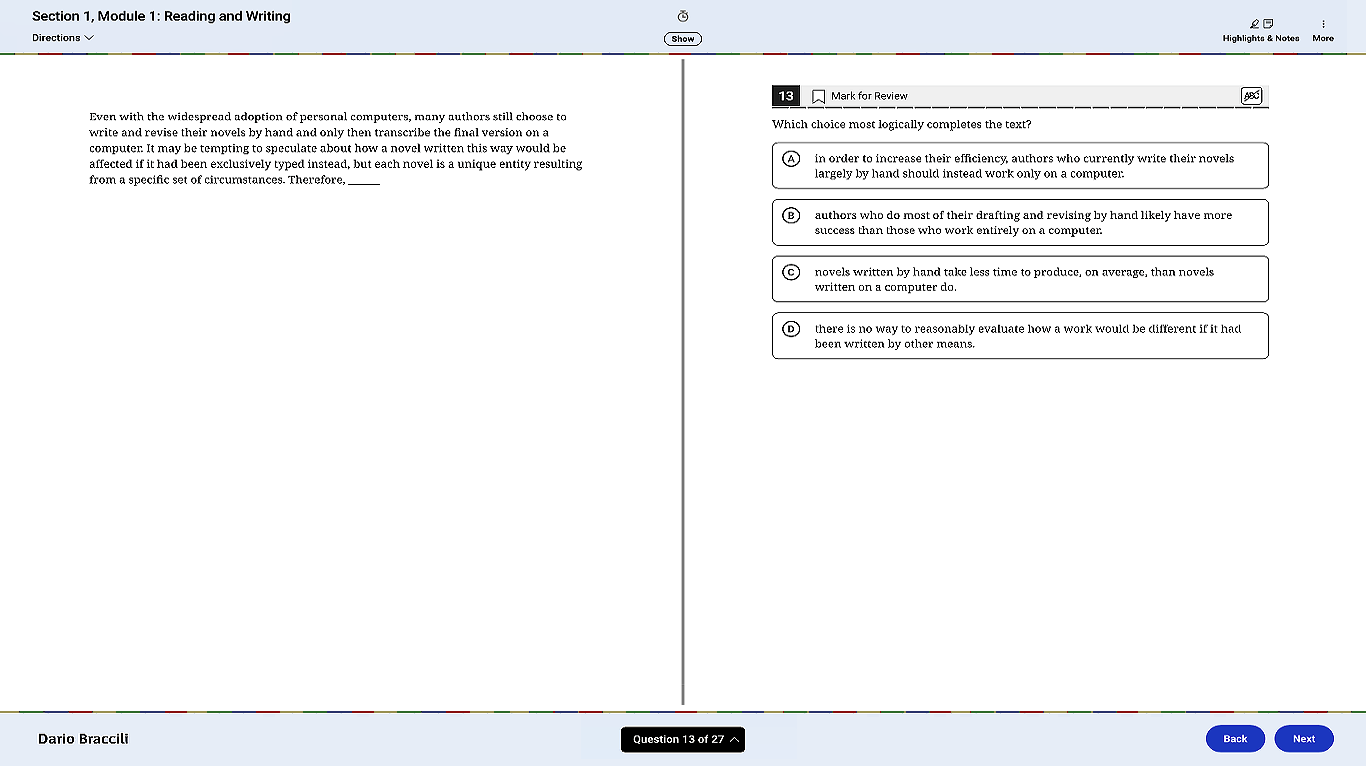 Section 1, Module 1: Reading and Writing
Directions
Show
Highlights & Notes
More
Even with the widespread adoption of personal computers, many authors still choose to
write and revise their novels by hand and only then transcribe the final version on a
computer. It may be tempting to speculate about how a novel written this way would be
affected if it had been exclusively typed instead, but each novel is a unique entity resulting
from a specific set of circumstances. Therefore, ______
13
Mark for Review
ABC
Which choice most logically completes the text?
A
in order to increase their efficiency, authors who currently write their novels
largely by hand should instead work only on a computer.
B
authors who do most of their drafting and revising by hand likely have more
success than those who work entirely on a computer.
C
novels written by hand take less time to produce, on average, than novels
written on a computer do.
D
there is no way to reasonably evaluate how a work would be different if it had
been written by other means.
Dario Braccili
Question 13 of 27
Back
Next